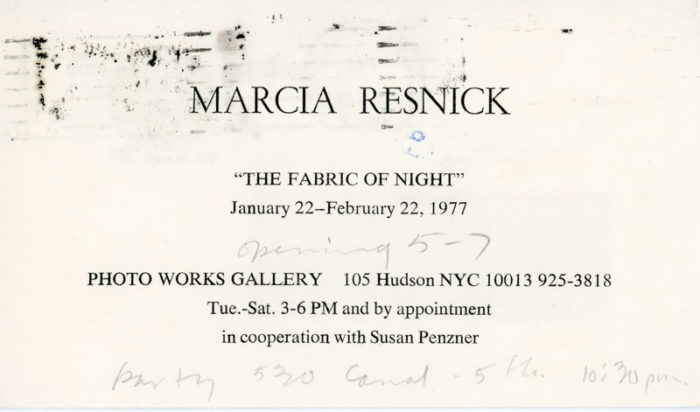 MARCIA RESNICK
“THE FABRIC OF NIGHT”
January 22–February 22, 1977
opening 5-7
PHOTO WORKS GALLERY 105 Hudson NYC 10013 925-3818
Tue.-Sat. 3-6 PM and by appointment
in cooperation with Susan Penzner
party 530 Canal - 5 fl. 10:30 pm.